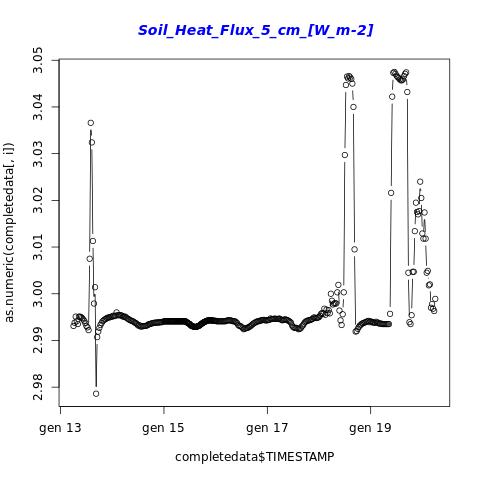 Soil_Heat_Flux_5_cm_[W_m-2]
as.numeric(completedata[, i])
3.05
3.04
3.03
3.02
3.01
3.00
2.99
2.98
gen 13
gen 15
gen 17
gen 19
completedata$TIMESTAMP